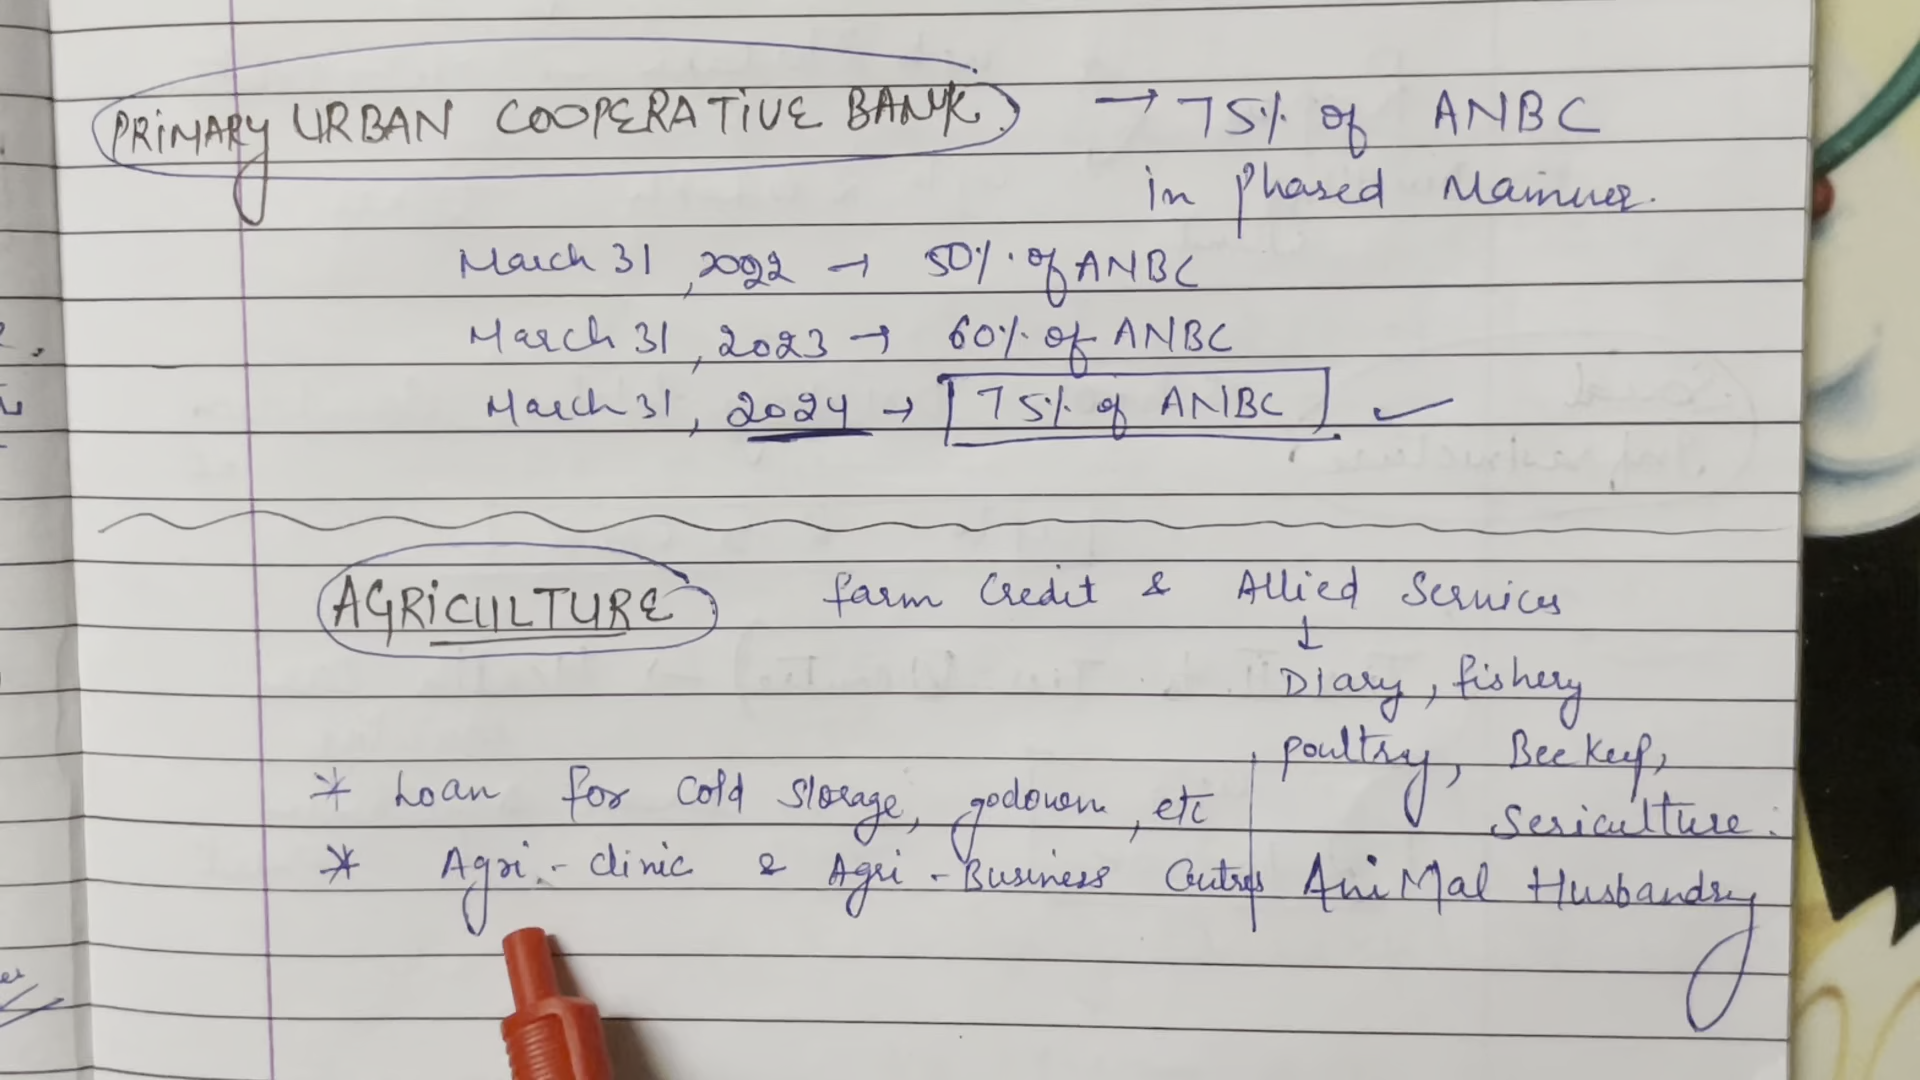 PRIMARY URBAN COOPERATIVE BANK → 75% of ANBC
in phased Mannner.
March 31, 2022 → 50% of ANBC
March 31, 2023 → 60% of ANBC
March 31, 2024 → 75% of ANBC ✓
AGRICULTURE farm Credit & Allied Services
↓
Diary, fishery
poultry, Bee keep,
Sericulture.
* Loan for Cold Storage, godown, etc
* Agri-clinic & Agri-Business Centres
Animal Husbandry